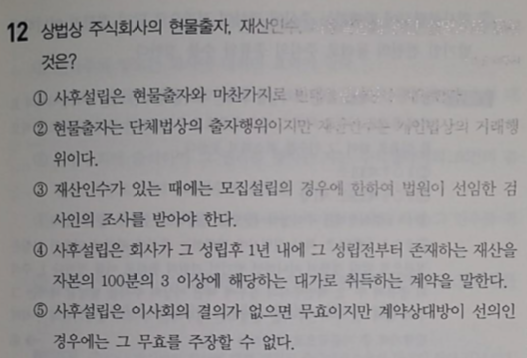 12 상법상 주식회사의 현물출자, 재산인수,
것은?
① 사후설립은 현물출자와 마찬가지로
② 현물출자는 단체법상의 출자행위이지만 재산인수는 개인법상의 거래행
위이다.
③ 재산인수가 있는 때에는 모집설립의 경우에 한하여 법원이 선임한 검
사인의 조사를 받아야 한다.
④ 사후설립은 회사가 그 성립후 1년 내에 그 성립전부터 존재하는 재산을
자본의 100분의 3 이상에 해당하는 대가로 취득하는 계약을 말한다.
⑤ 사후설립은 이사회의 결의가 없으면 무효이지만 계약상대방이 선의인
경우에는 그 무효를 주장할 수 없다.